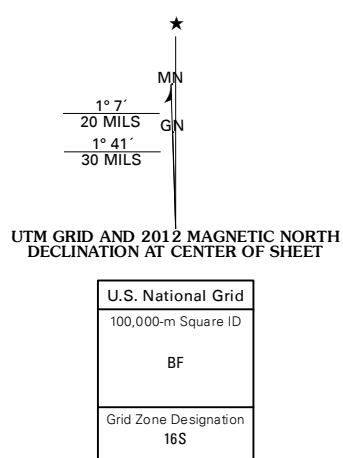 ★
MN
1° 7´
20 MILS
GN
1° 41´
30 MILS
UTM GRID AND 2012 MAGNETIC NORTH
DECLINATION AT CENTER OF SHEET
U.S. National Grid
100,000-m Square ID
BF
Grid Zone Designation
16S